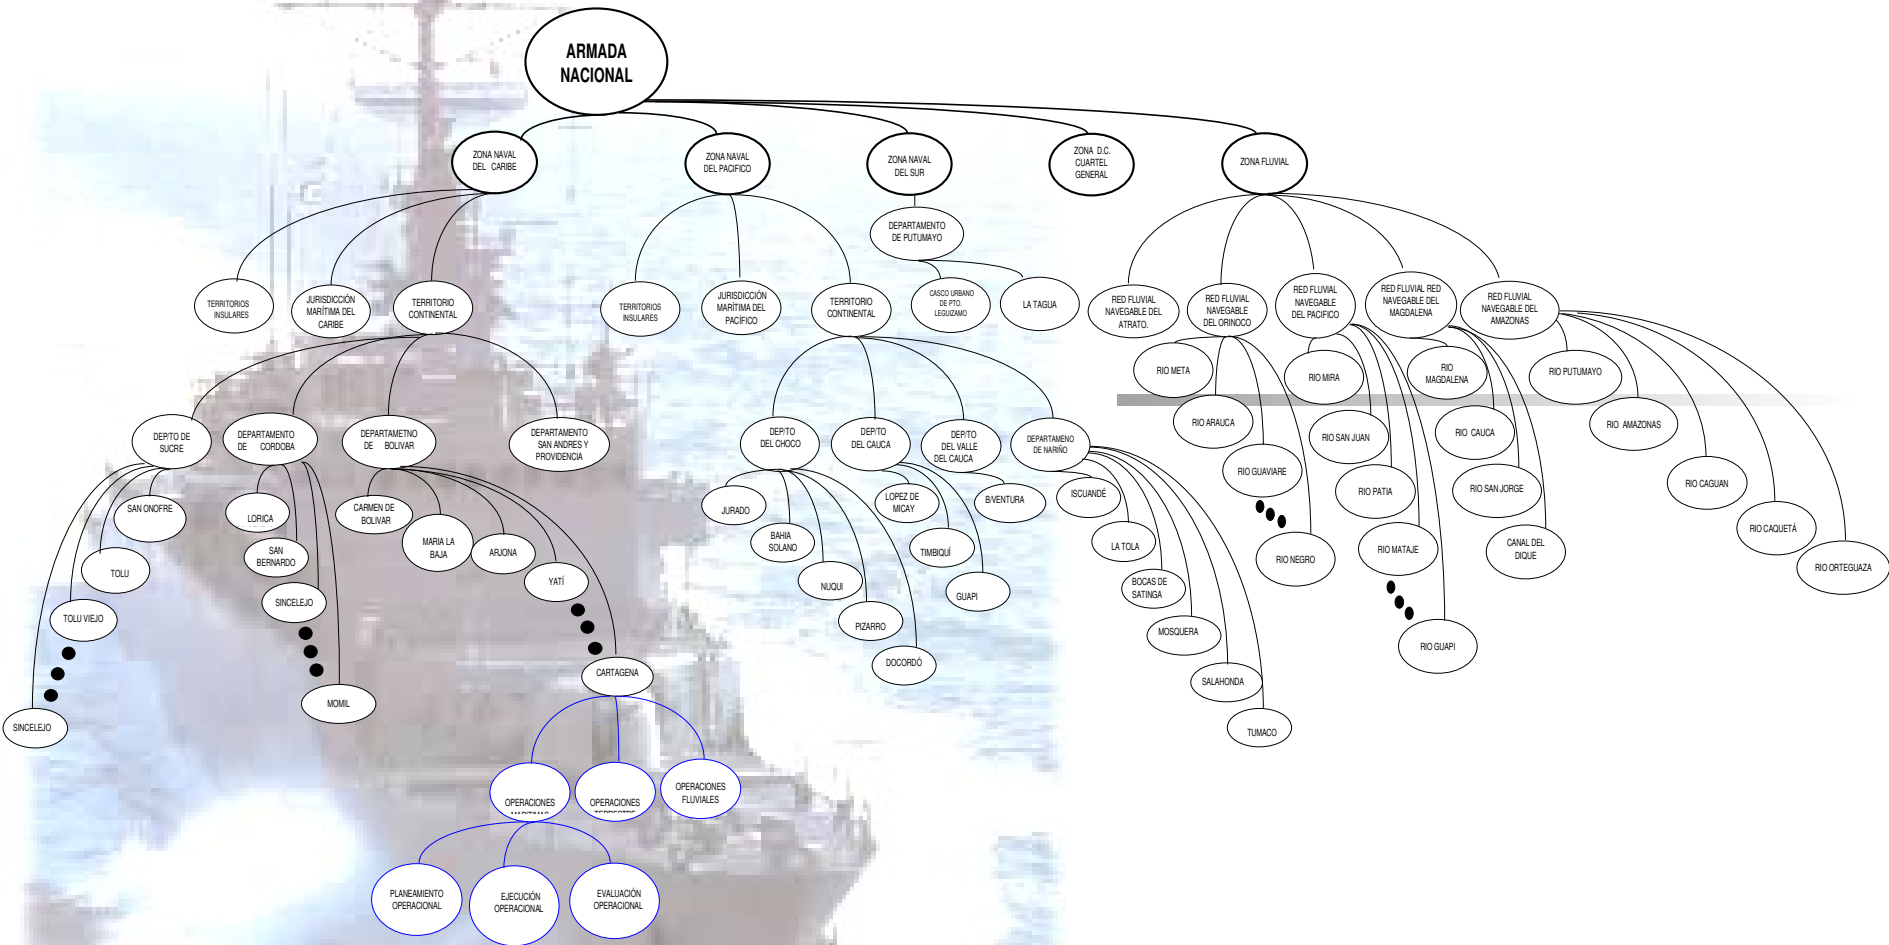 ARMADA
NACIONAL
ZONA NAVAL
DEL CARIBE
ZONA NAVAL
DEL PACIFICO
ZONA NAVAL
DEL SUR
ZONA D.C.
CUARTEL
GENERAL
ZONA FLUVIAL
DEPARTAMENTO
DE PUTUMAYO
TERRITORIOS
INSULARES
JURISDICCIÓN
MARÍTIMA DEL
CARIBE
TERRITORIO
CONTINENTAL
TERRITORIOS
INSULARES
JURISDICCIÓN
MARÍTIMA DEL
PACÍFICO
TERRITORIO
CONTINENTAL
CASCO URBANO
DE PTO.
LEGUIZAMO
LA TAGUA
RED FLUVIAL
NAVEGABLE DEL
ATRATO.
RED FLUVIAL
NAVEGABLE
DEL ORINOCO
RED FLUVIAL
NAVEGABLE
DEL PACIFICO
RED FLUVIAL RED
NAVEGABLE DEL
MAGDALENA
RED FLUVIAL
NAVEGABLE DEL
AMAZONAS
RIO META
RIO MIRA
RIO
MAGDALENA
RIO PUTUMAYO
RIO ARAUCA
RIO SAN JUAN
RIO CAUCA
RIO AMAZONAS
DEP/TO DE
SUCRE
DEPARTAMENTO
DE CORDOBA
DEPARTAMETNO
DE BOLIVAR
DEPARTAMENTO
SAN ANDRES Y
PROVIDENCIA
DEP/TO
DEL CHOCO
DEP/TO
DEL CAUCA
DEP/TO
DEL VALLE
DEL CAUCA
DEPARTAMENO
DE NARIÑO
RIO GUAVIARE
RIO PATIA
RIO SAN JORGE
RIO CAGUAN
SAN ONOFRE
LORICA
CARMEN DE
BOLIVAR
JURADO
LOPEZ DE
MICAY
B/VENTURA
ISCUANDÉ
TOLU
SAN
BERNARDO
MARIA LA
BAJA
ARJONA
BAHIA
SOLANO
TIMBIQUÍ
LA TOLA
RIO NEGRO
RIO MATAJE
CANAL DEL
DIQUE
RIO CAQUETÁ
RIO ORTEGUAZA
TOLU VIEJO
SINCELEJO
YATÍ
NUQUI
GUAPI
BOCAS DE
SATINGA
PIZARRO
MOSQUERA
RIO GUAPI
DOCORDÓ
SALAHONDA
CARTAGENA
MOMIL
SINCELEJO
TUMACO
OPERACIONES
MARITIMAS
OPERACIONES
TERRESTRE
OPERACIONES
FLUVIALES
PLANEAMIENTO
OPERACIONAL
EJECUCIÓN
OPERACIONAL
EVALUACIÓN
OPERACIONAL